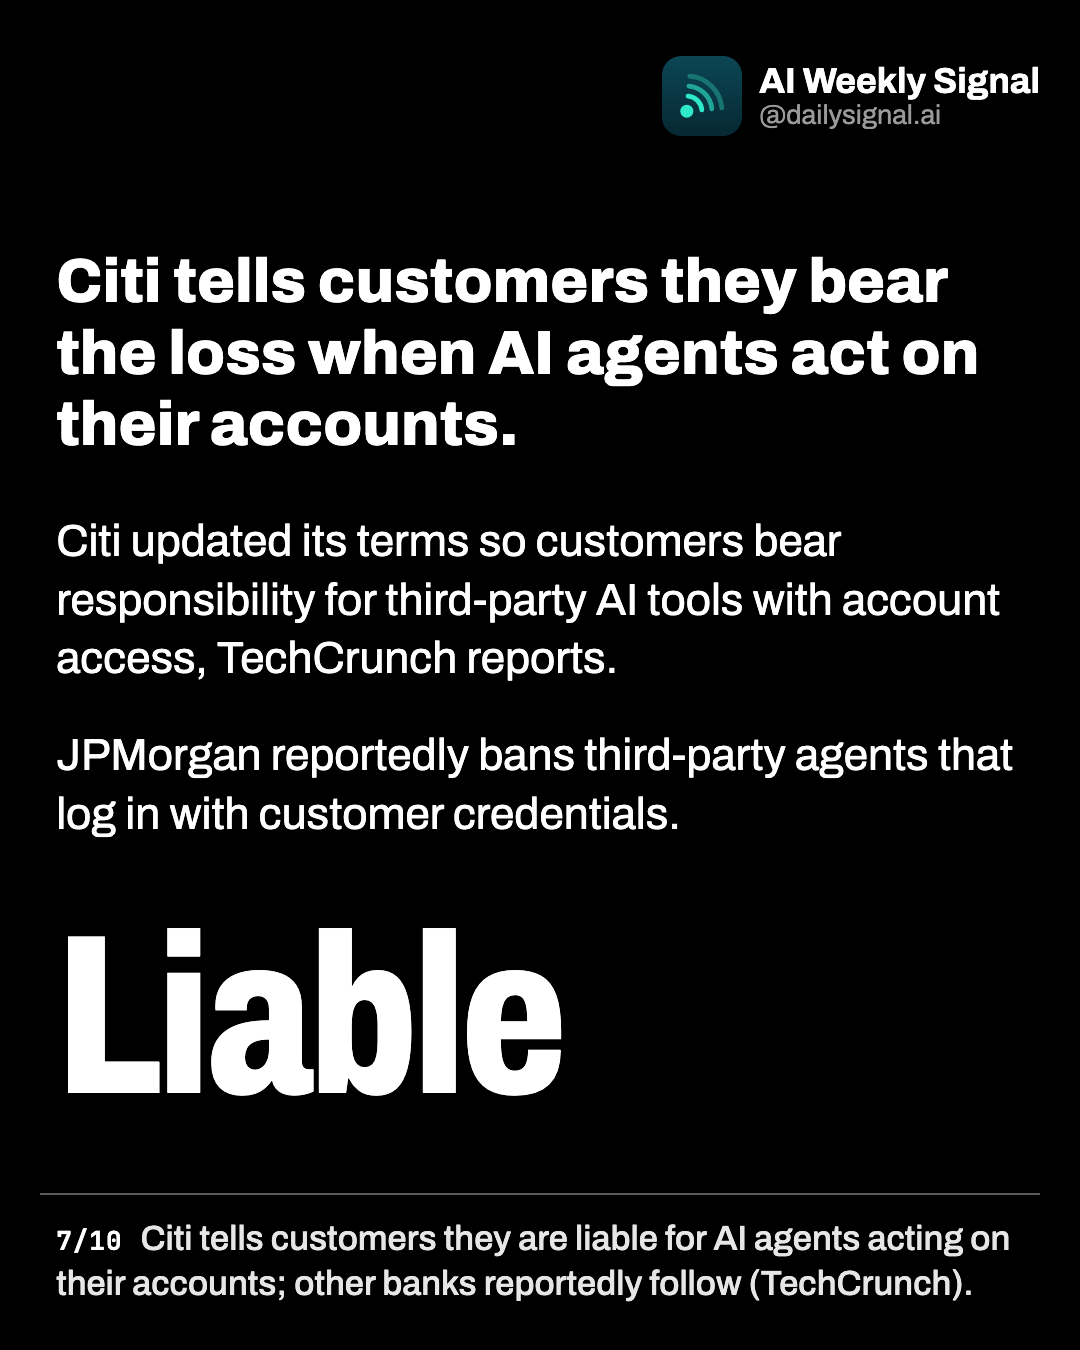 AI Weekly Signal
@dailysignal.ai
Citi tells customers they bear
the loss when AI agents act on
their accounts.
Citi updated its terms so customers bear
responsibility for third-party AI tools with account
access, TechCrunch reports.
JPMorgan reportedly bans third-party agents that
log in with customer credentials.
Liable
7/10 Citi tells customers they are liable for AI agents acting on
their accounts; other banks reportedly follow (TechCrunch).